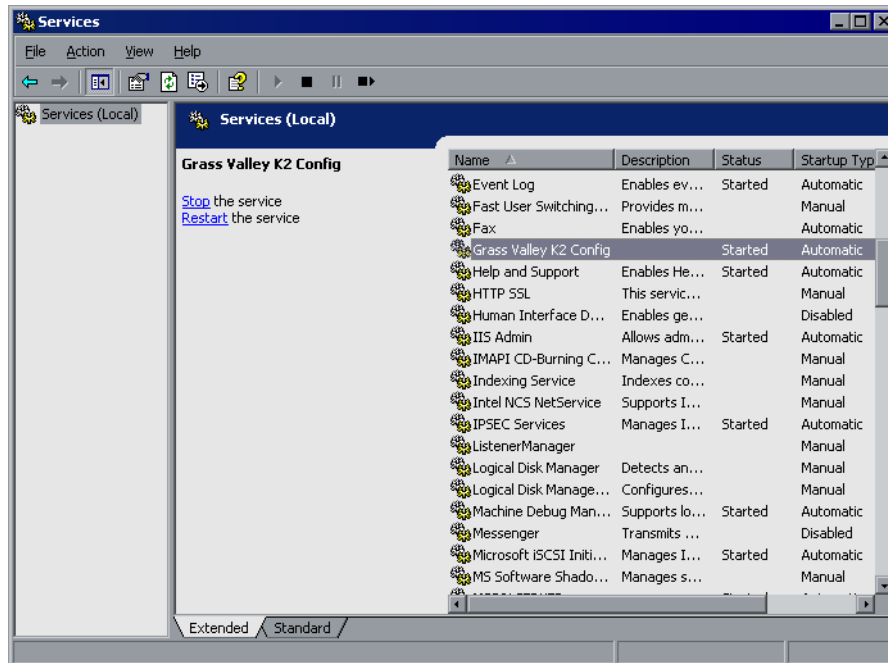 Services
File Action View Help
Services (Local)
Services (Local)
Grass Valley K2 Config
Stop the service
Restart the service
Name Description Status Startup Typ
Event Log Enables ev... Started Automatic
Fast User Switching... Provides m... Manual
Fax Enables yo... Automatic
Grass Valley K2 Config Started Automatic
Help and Support Enables He... Started Automatic
HTTP SSL This servic... Manual
Human Interface D... Enables ge... Disabled
IIS Admin Allows adm... Started Automatic
IMAPI CD-Burning C... Manages C... Manual
Indexing Service Indexes co... Manual
Intel NCS NetService Supports I... Manual
IPSEC Services Manages I... Started Automatic
ListenerManager Manual
Logical Disk Manager Detects an... Manual
Logical Disk Manage... Configures... Manual
Machine Debug Man... Supports lo... Started Automatic
Messenger Transmits ... Disabled
Microsoft iSCSI Initi... Manages I... Started Automatic
MS Software Shado... Manages s... Manual
Extended Standard